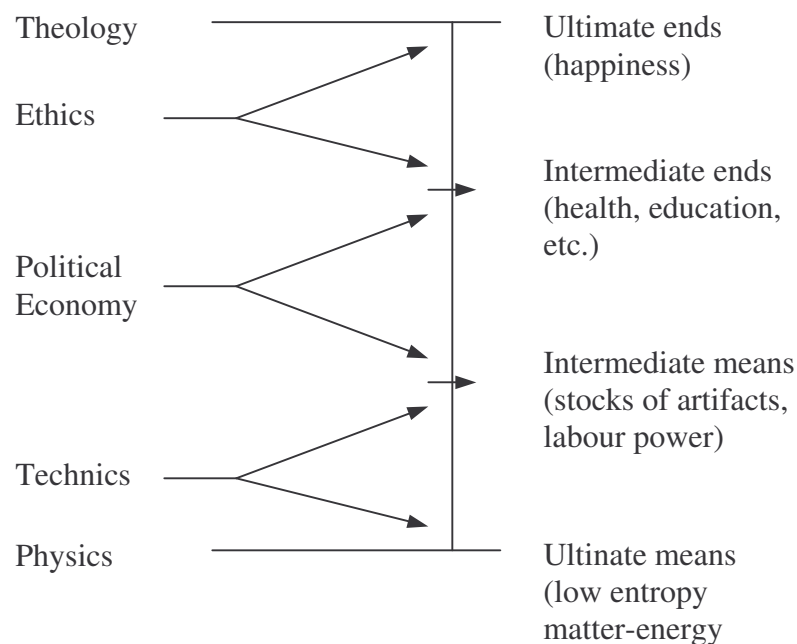 Theology
Ultimate ends
(happiness)
Ethics
Intermediate ends
(health, education,
etc.)
Political
Economy
Intermediate means
(stocks of artifacts,
labour power)
Technics
Physics
Ultinate means
(low entropy
matter-energy